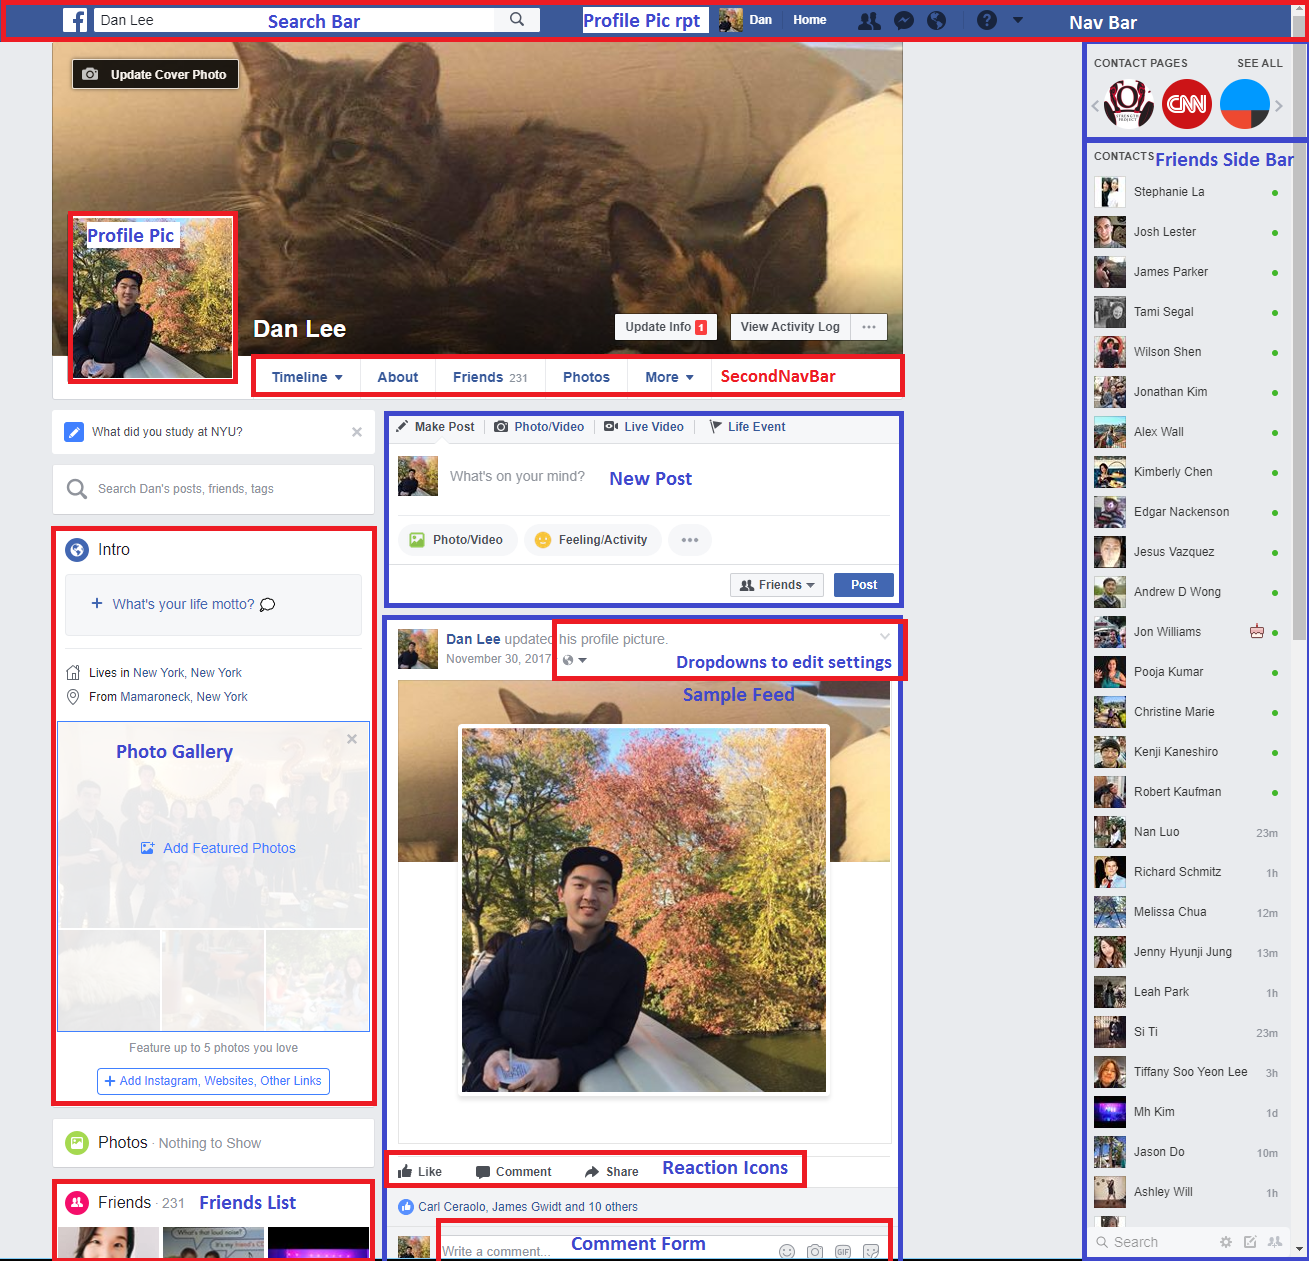 Dan Lee
Search Bar
Profile Pic rpt
Dan
Home
Nav Bar
Update Cover Photo
Profile Pic
Dan Lee
Update Info 1
View Activity Log
Timeline
About
Friends 231
Photos
More
SecondNavBar
What did you study at NYU?
Search Dan's posts, friends, tags
Intro
+ What's your life motto?
Lives in New York, New York
From Mamaroneck, New York
Photo Gallery
Add Featured Photos
Feature up to 5 photos you love
+ Add Instagram, Websites, Other Links
Photos · Nothing to Show
Friends · 231
Friends List
What's that loud noise?
Make Post
Photo/Video
Live Video
Life Event
What's on your mind?
New Post
Photo/Video
Feeling/Activity
Friends
Post
Dan Lee updated his profile picture.
November 30, 2017
Dropdowns to edit settings
Sample Feed
Like
Comment
Share
Reaction Icons
Carl Ceraolo, James Gwidt and 10 others
Write a comment...
Comment Form
GIF
CONTACT PAGES
SEE ALL
STRENGTH
PROJECT
CNN
CONTACTS
Friends Side Bar
Stephanie La
Josh Lester
James Parker
Tami Segal
Wilson Shen
Jonathan Kim
Alex Wall
Kimberly Chen
Edgar Nackenson
Jesus Vazquez
Andrew D Wong
Jon Williams
Pooja Kumar
Christine Marie
Kenji Kaneshiro
Robert Kaufman
Nan Luo 23m
Richard Schmitz 1h
Melissa Chua 12m
Jenny Hyunji Jung 13m
Leah Park 1h
Si Ti 23m
Tiffany Soo Yeon Lee 3h
Mh Kim 1d
Jason Do 10m
Ashley Will 1h
Search